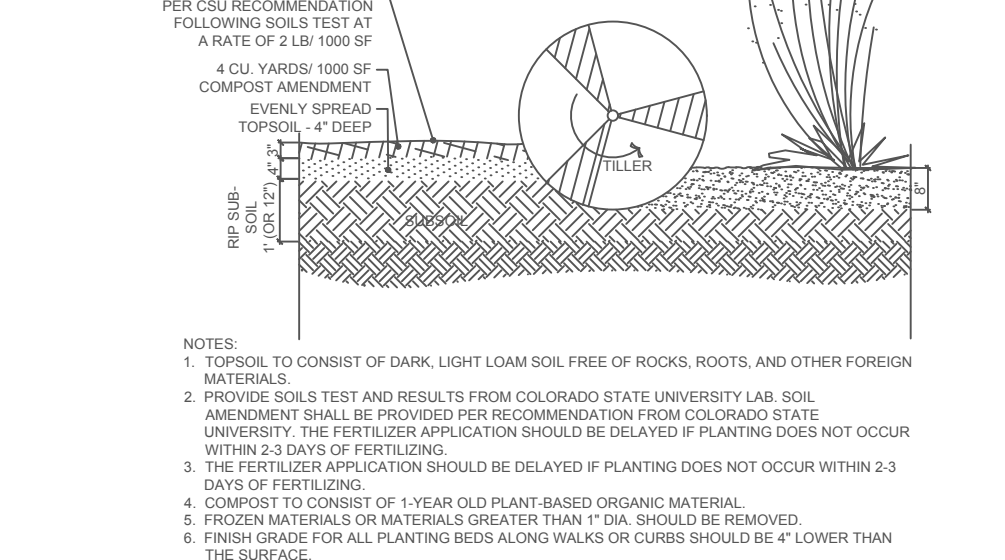 PER CSU RECOMMENDATION
FOLLOWING SOILS TEST AT
A RATE OF 2 LB/ 1000 SF
4 CU. YARDS/ 1000 SF
COMPOST AMENDMENT
EVENLY SPREAD
TOPSOIL - 4" DEEP
3"
4"
RIP SUB-
SOIL
1' (OR 12")
SUBSOIL
TILLER
8"
NOTES:
1. TOPSOIL TO CONSIST OF DARK, LIGHT LOAM SOIL FREE OF ROCKS, ROOTS, AND OTHER FOREIGN
MATERIALS.
2. PROVIDE SOILS TEST AND RESULTS FROM COLORADO STATE UNIVERSITY LAB. SOIL
AMENDMENT SHALL BE PROVIDED PER RECOMMENDATION FROM COLORADO STATE
UNIVERSITY. THE FERTILIZER APPLICATION SHOULD BE DELAYED IF PLANTING DOES NOT OCCUR
WITHIN 2-3 DAYS OF FERTILIZING.
3. THE FERTILIZER APPLICATION SHOULD BE DELAYED IF PLANTING DOES NOT OCCUR WITHIN 2-3
DAYS OF FERTILIZING.
4. COMPOST TO CONSIST OF 1-YEAR OLD PLANT-BASED ORGANIC MATERIAL.
5. FROZEN MATERIALS OR MATERIALS GREATER THAN 1" DIA. SHOULD BE REMOVED.
6. FINISH GRADE FOR ALL PLANTING BEDS ALONG WALKS OR CURBS SHOULD BE 4" LOWER THAN
THE SURFACE.